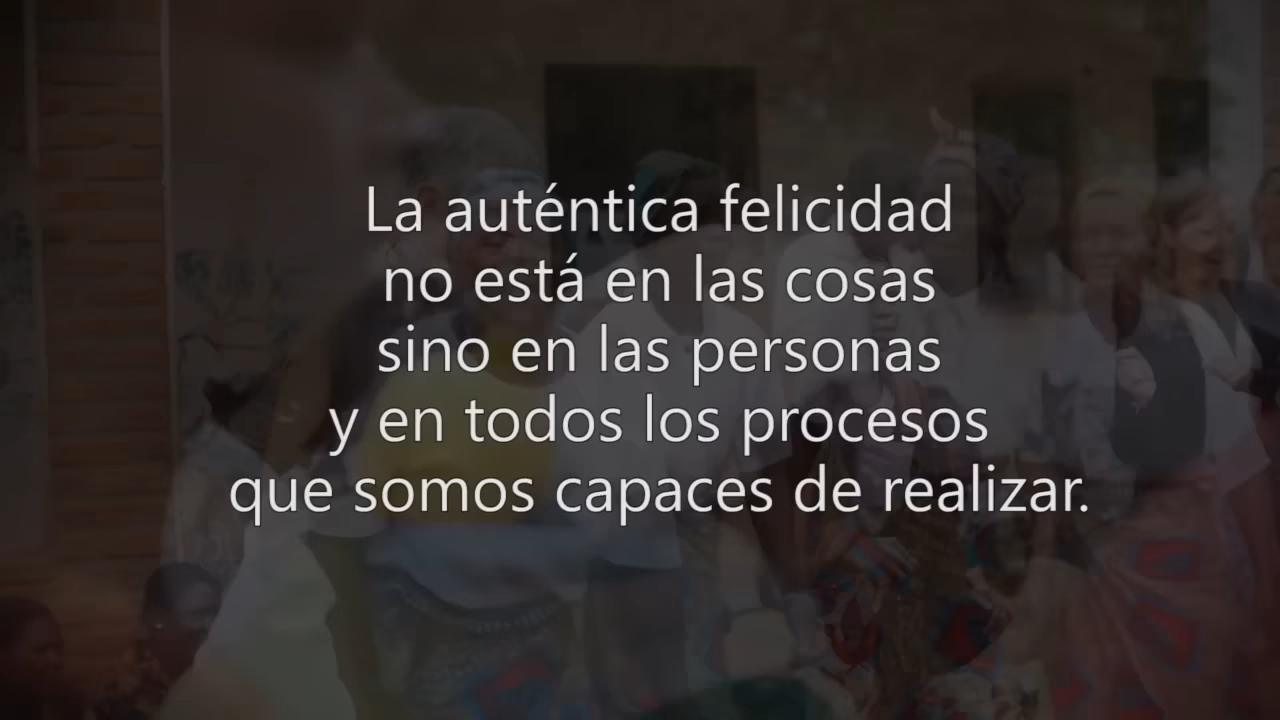 La auténtica felicidad
no está en las cosas
sino en las personas
y en todos los procesos
que somos capaces de realizar.